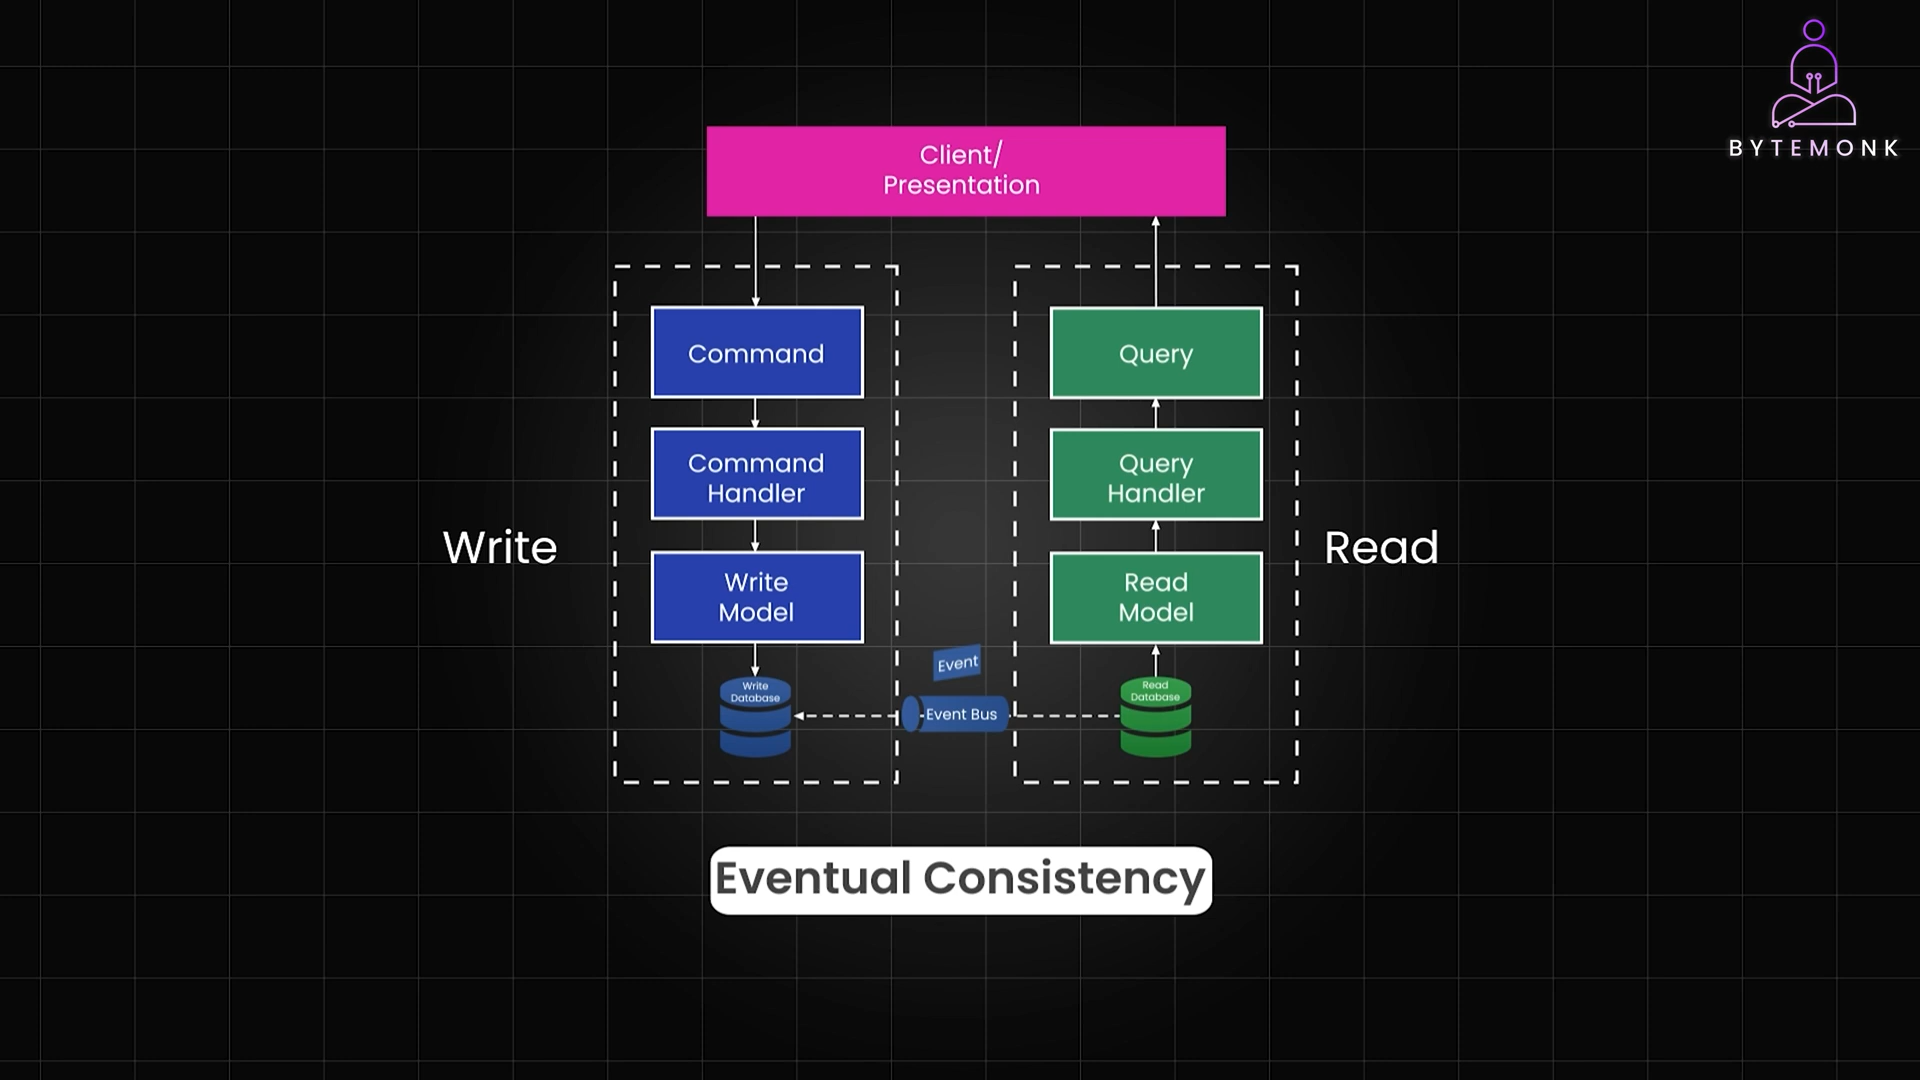 BYTEMONK
Client/
Presentation
Command
Command
Handler
Write
Model
Write
Database
Write
Event
Event Bus
Query
Query
Handler
Read
Model
Read
Database
Read
Eventual Consistency